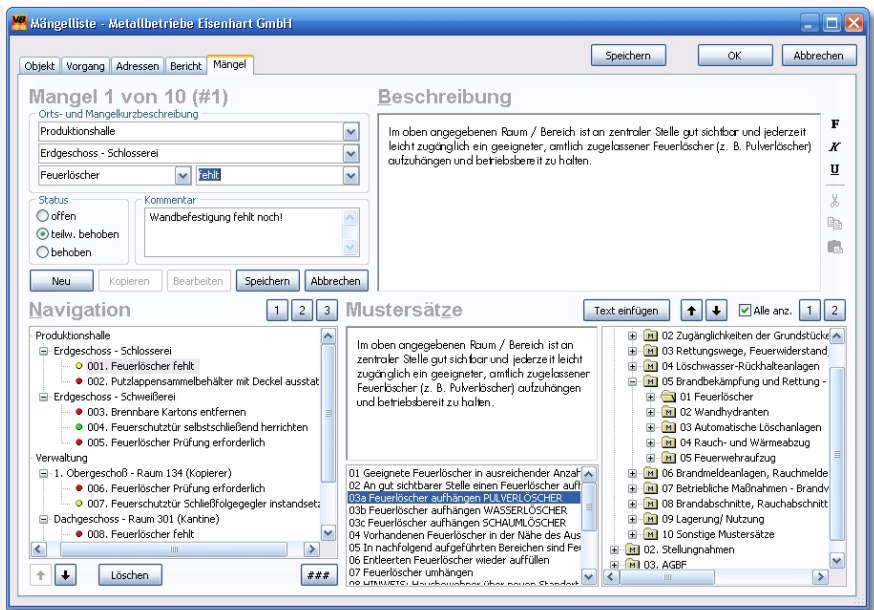 Mängelliste - Metallbetriebe Eisenhart GmbH
Speichern
OK
Abbrechen
Objekt
Vorgang
Adressen
Bericht
Mängel
Mangel 1 von 10 (#1)
Orts- und Mangelkurzbeschreibung
Produktionshalle
Erdgeschoss - Schlosserei
Feuerlöscher
fehlt
Status
offen
teilw. behoben
behoben
Kommentar
Wandbefestigung fehlt noch!
Neu
Kopieren
Bearbeiten
Speichern
Abbrechen
Beschreibung
Im oben angegebenen Raum / Bereich ist an zentraler Stelle gut sichtbar und jederzeit
leicht zugänglich ein geeigneter, amtlich zugelassener Feuerlöscher (z. B. Pulverlöscher)
aufzuhängen und betriebsbereit zu halten.
F
K
U
Navigation
1
2
3
Produktionshalle
Erdgeschoss - Schlosserei
001. Feuerlöscher fehlt
002. Putzlappensammelbehälter mit Deckel ausstat
Erdgeschoss - Schweißerei
003. Brennbare Kartons entfernen
004. Feuerschutztür selbstschließend herrichten
005. Feuerlöscher Prüfung erforderlich
Verwaltung
1. Obergeschoß - Raum 134 (Kopierer)
006. Feuerlöscher Prüfung erforderlich
007. Feuerschutztür Schließfolgegegler instandsetz
Dachgeschoss - Raum 301 (Kantine)
008. Feuerlöscher fehlt
Löschen
###
Mustersätze
Text einfügen
Alle anz.
1
2
Im oben angegebenen Raum / Bereich ist an
zentraler Stelle gut sichtbar und jederzeit leicht
zugänglich ein geeigneter, amtlich zugelassener
Feuerlöscher (z. B. Pulverlöscher) aufzuhängen
und betriebsbereit zu halten.
01 Geeignete Feuerlöscher in ausreichender Anzah
02 An gut sichtbarer Stelle einen Feuerlöscher aufh
03a Feuerlöscher aufhängen PULVERLÖSCHER
03b Feuerlöscher aufhängen WASSERLÖSCHER
03c Feuerlöscher aufhängen SCHAUMLÖSCHER
04 Vorhandenen Feuerlöscher in der Nähe des Aus
05 In nachfolgend aufgeführten Bereichen sind Feu
06 Entleerten Feuerlöscher wieder auffüllen
07 Feuerlöscher umhängen
08 HINWEIS: Hausbewohner über neuen Standort
02 Zugänglichkeiten der Grundstücke
03 Rettungswege, Feuerwiderstand,
04 Löschwasser-Rückhalteanlagen
05 Brandbekämpfung und Rettung -
01 Feuerlöscher
02 Wandhydranten
03 Automatische Löschanlagen
04 Rauch- und Wärmeabzug
05 Feuerwehraufzug
06 Brandmeldeanlagen, Rauchmelde
07 Betriebliche Maßnahmen - Brandv
08 Brandabschnitte, Rauchabschnitt
09 Lagerung/ Nutzung
10 Sonstige Mustersätze
02. Stellungnahmen
03. AGBF